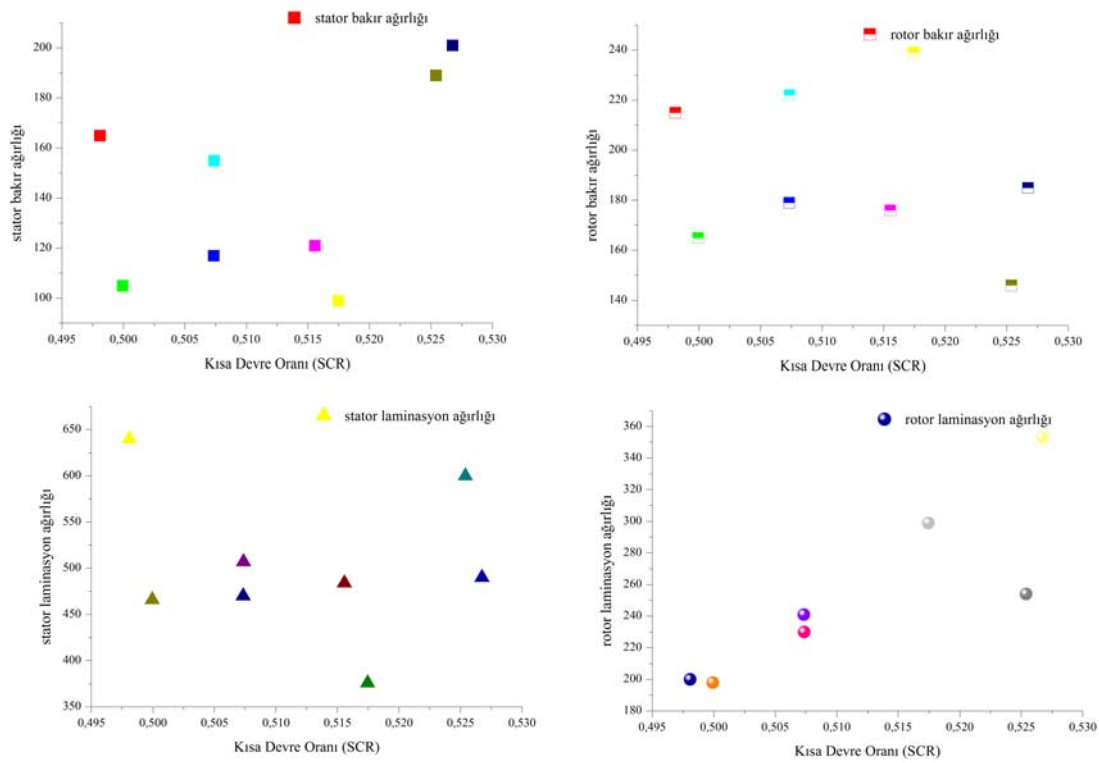 stator bakır ağırlığı
stator bakır ağırlığı
200
180
160
140
120
100
0,495 0,500 0,505 0,510 0,515 0,520 0,525 0,530
Kısa Devre Oranı (SCR)
rotor bakır ağırlığı
rotor bakır ağırlığı
240
220
200
180
160
140
0,495 0,500 0,505 0,510 0,515 0,520 0,525 0,530
Kısa Devre Oranı (SCR)
stator laminasyon ağırlığı
stator laminasyon ağırlığı
650
600
550
500
450
400
350
0,495 0,500 0,505 0,510 0,515 0,520 0,525 0,530
Kısa Devre Oranı (SCR)
rotor laminasyon ağırlığı
rotor laminasyon ağırlığı
360
340
320
300
280
260
240
220
200
180
0,495 0,500 0,505 0,510 0,515 0,520 0,525 0,530
Kısa Devre Oranı (SCR)